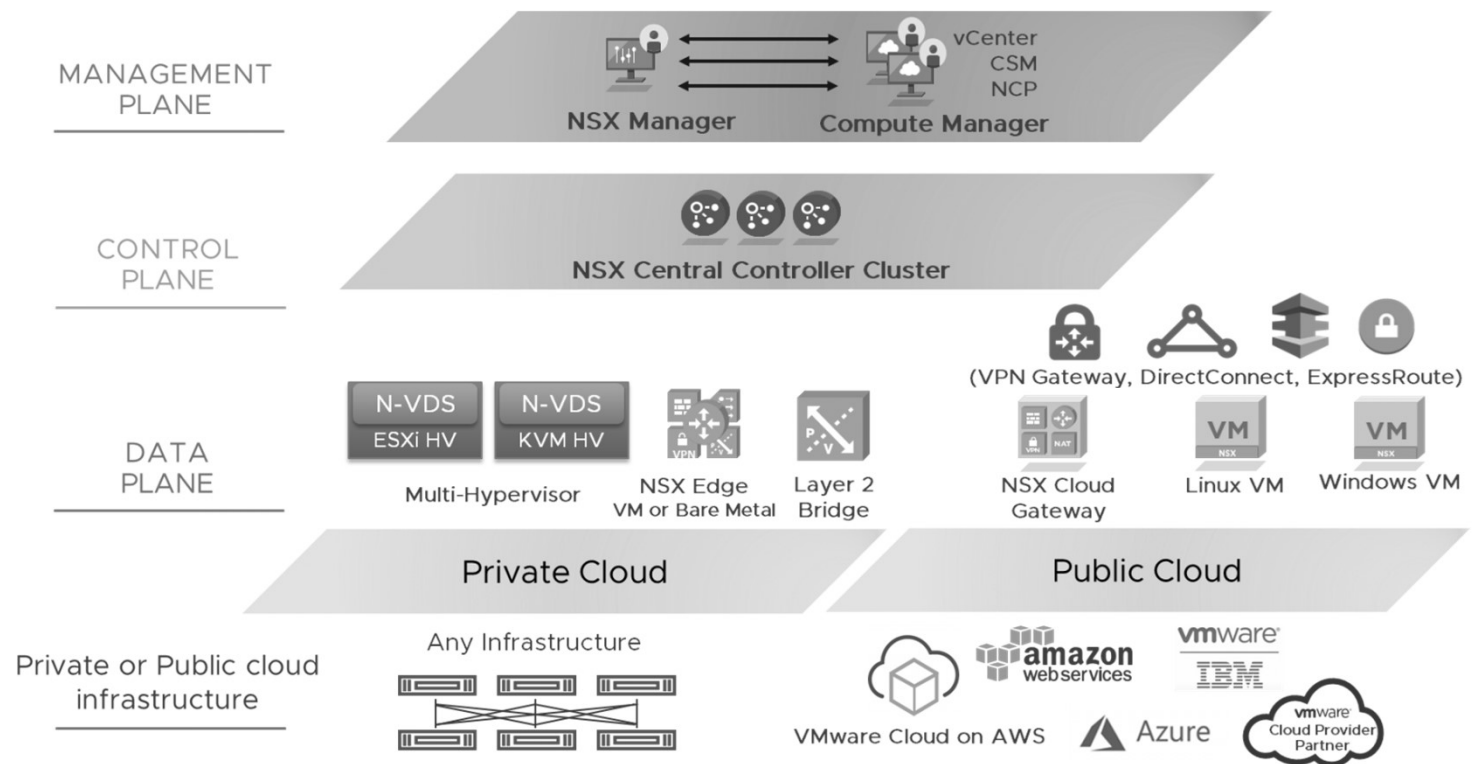 MANAGEMENT
PLANE
vCenter
CSM
NCP
NSX Manager
Compute Manager
CONTROL
PLANE
NSX Central Controller Cluster
(VPN Gateway, DirectConnect, ExpressRoute)
DATA
PLANE
N-VDS
ESXi HV
N-VDS
KVM HV
Multi-Hypervisor
VPN
NSX Edge
VM or Bare Metal
P
V
Layer 2
Bridge
VPN
NAT
NSX Cloud
Gateway
VM
NSX
Linux VM
VM
NSX
Windows VM
Private Cloud
Public Cloud
Private or Public cloud
infrastructure
Any Infrastructure
VMware Cloud on AWS
amazon
webservices
vmware®
IBM
Azure
vmware®
Cloud Provider
Partner